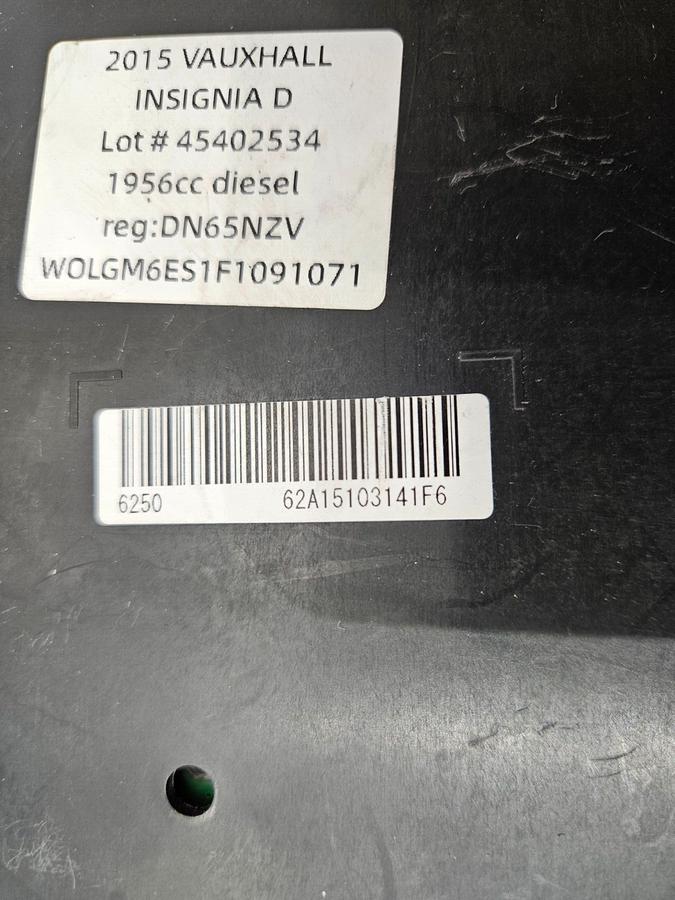 2015 VAUXHALL
INSIGNIA D
Lot # 45402534
1956cc diesel
reg:DN65NZV
WOLGM6ES1F1091071
6250 62A15103141F6